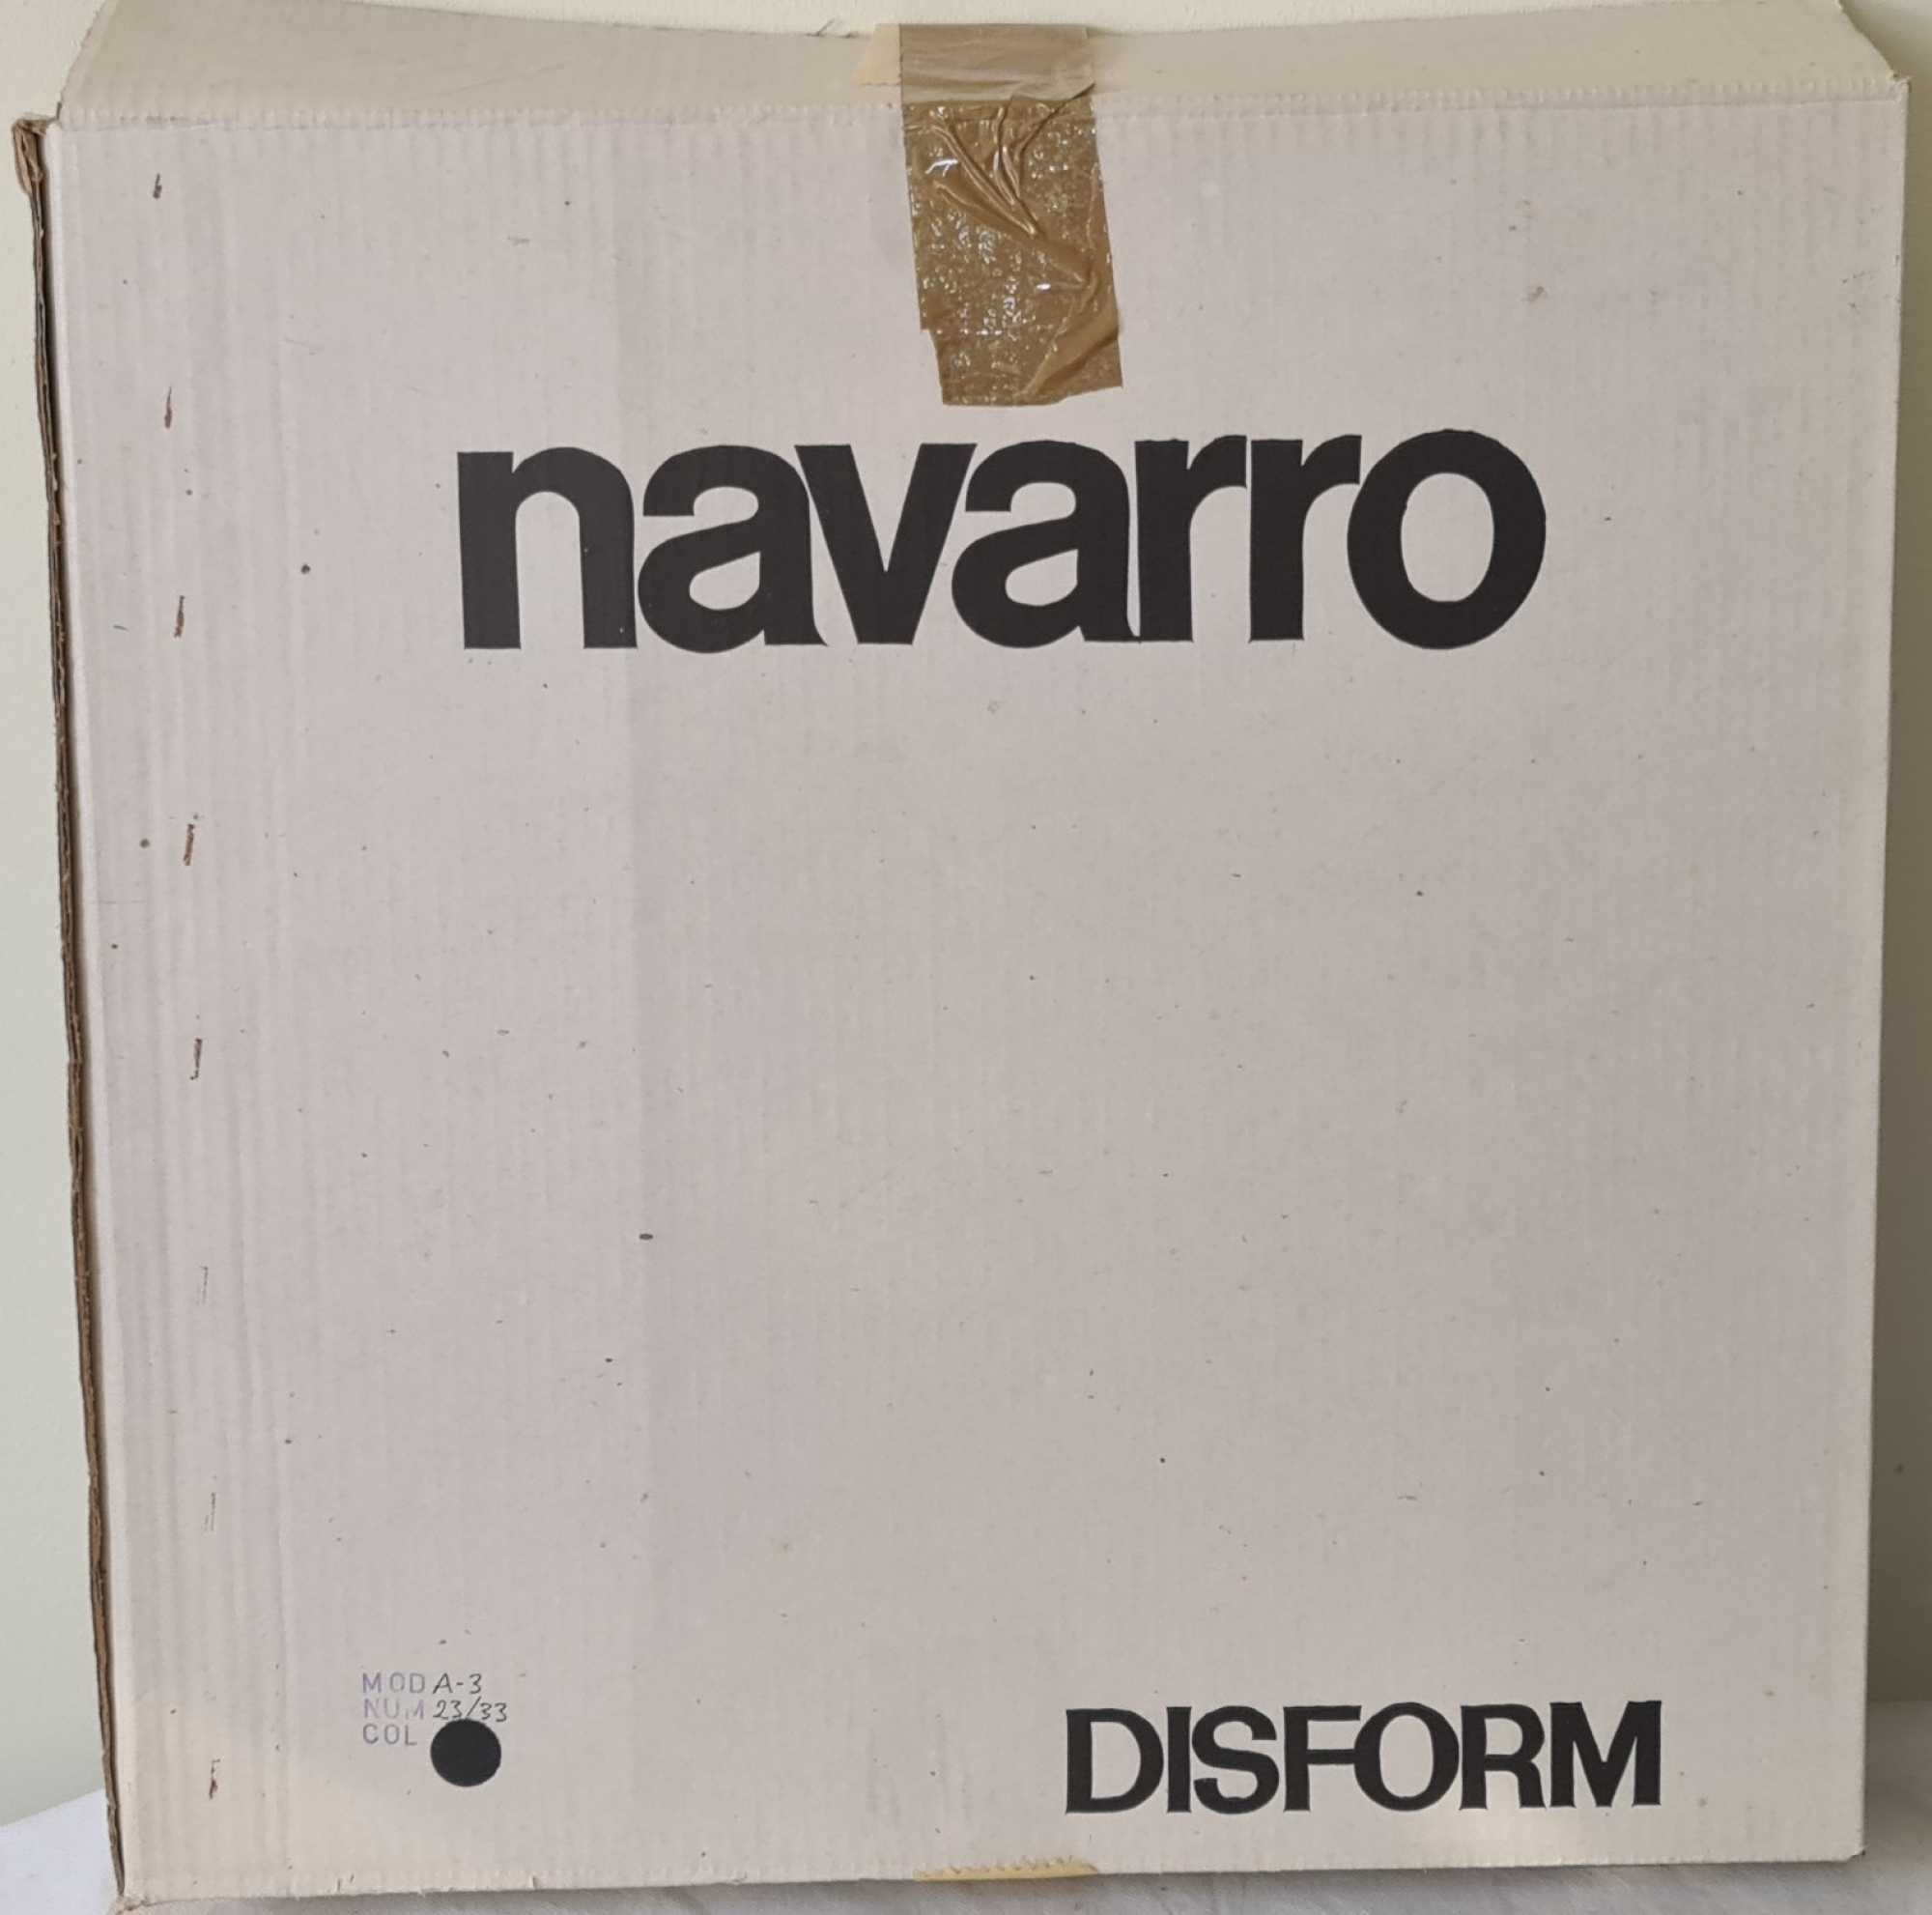 navarro
MOD A-3
NUM 23/33
COL
DISFORM